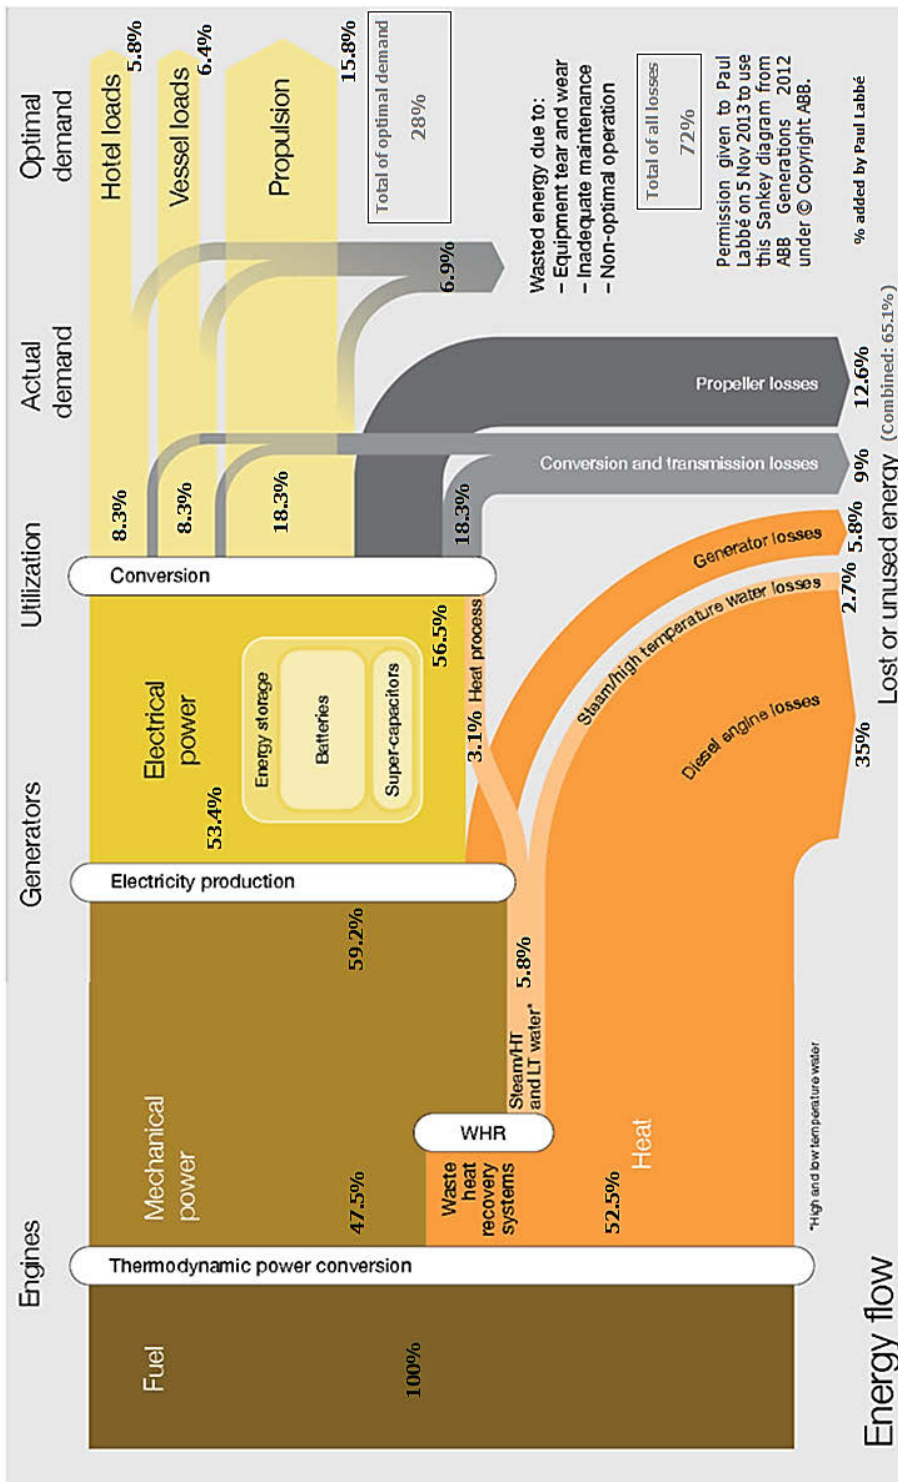 Engines
Generators
Utilization
Actual
demand
Optimal
demand
Fuel
100%
Thermodynamic power conversion
Mechanical
power
47.5%
Waste
heat
recovery
systems
52.5%
Heat
WHR
Steam/HT
and LT water*
5.8%
59.2%
Electricity production
53.4%
Electrical
power
Energy storage
Batteries
Super-capacitors
56.5%
3.1%
Heat process
Conversion
8.3%
8.3%
18.3%
18.3%
Hotel loads
5.8%
Vessel loads
6.4%
Propulsion
15.8%
Total of optimal demand
28%
6.9%
Wasted energy due to:
– Equipment tear and wear
– Inadequate maintenance
– Non-optimal operation
Total of all losses
72%
Permission given to Paul
Labbé on 5 Nov 2013 to use
this Sankey diagram from
ABB Generations 2012
under © Copyright ABB.
% added by Paul Labbé
Propeller losses
12.6%
Conversion and transmission losses
9%
Generator losses
5.8%
Steam/high temperature water losses
2.7%
Diesel engine losses
35%
Lost or unused energy (Combined: 65.1%)
*High and low temperature water
Energy flow